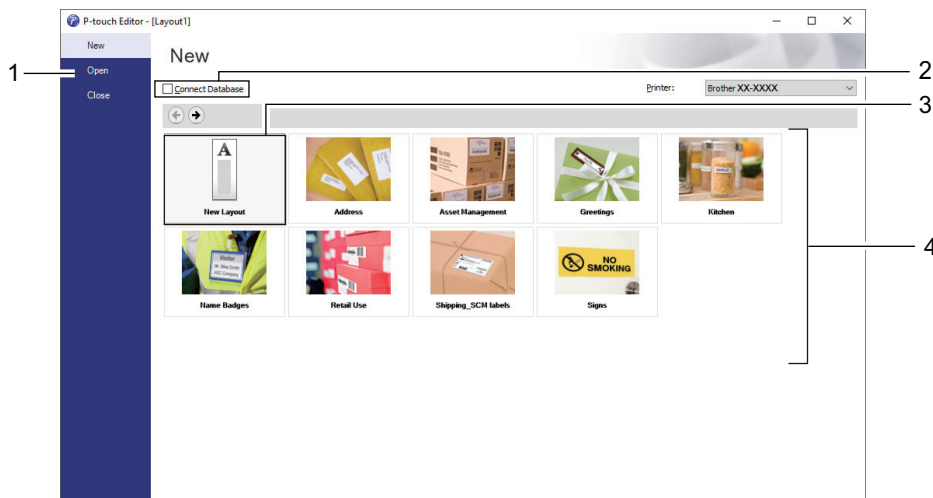 P-touch Editor - [Layout1]
New
Open
Close
New
Connect Database
Printer:
Brother XX-XXXX
A
New Layout
Address
Asset Management
Greetings
GARLIC
Kitchen
Visitor
Mr. Mike Smith
ABC Company
Name Badges
Retail Use
Shipping_SCM labels
NO
SMOKING
Signs
1
2
3
4